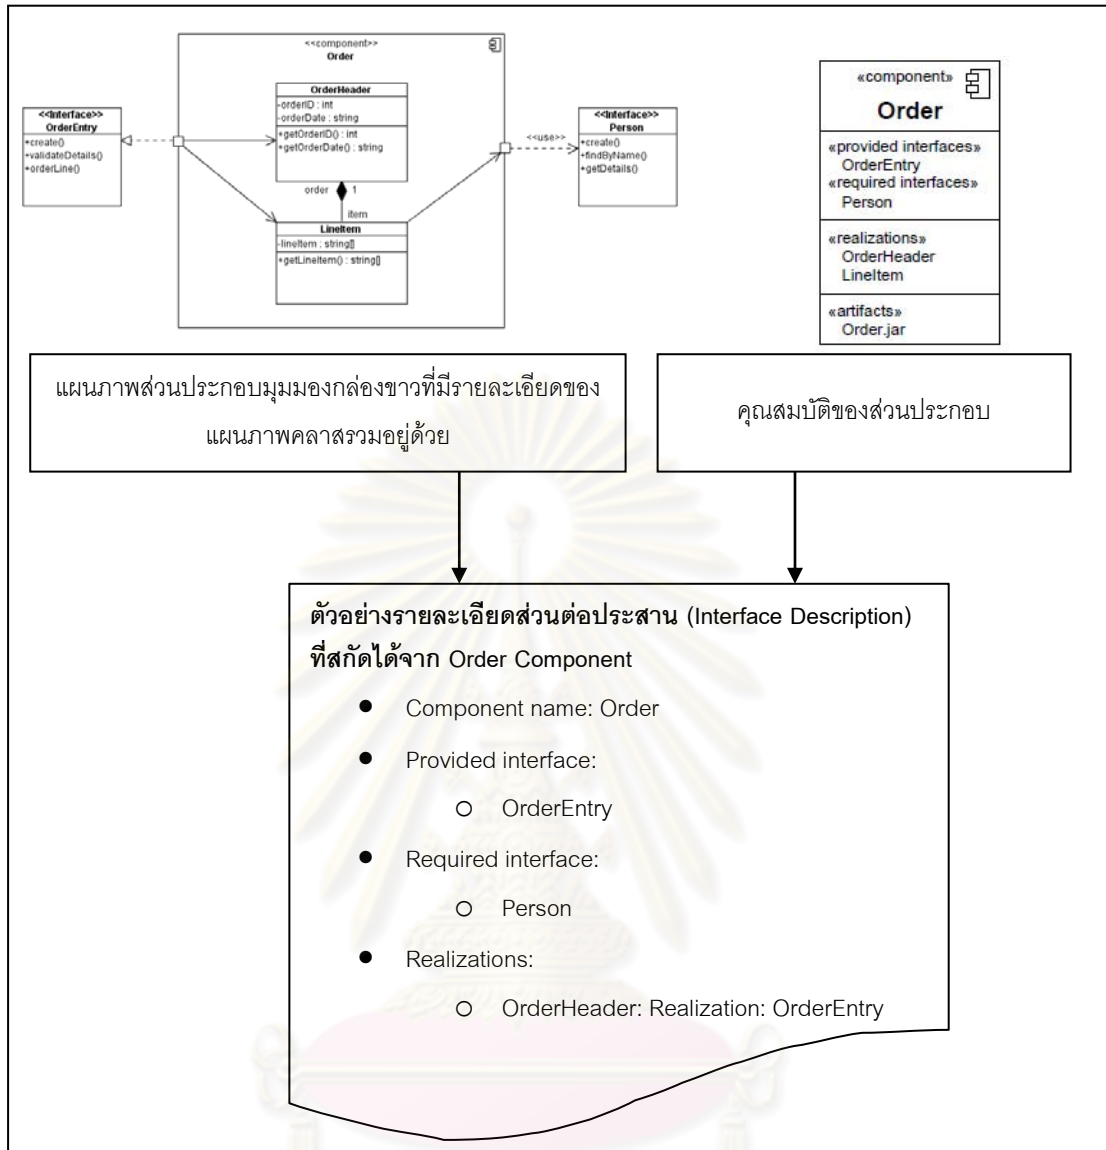 <<component>>
Order
OrderHeader
-orderID : int
-orderDate : string
+getOrderID() : int
+getOrderDate() : string
<<Interface>>
OrderEntry
+create()
+validateDetails()
+orderLine()
<<use>>
<<Interface>>
Person
+create()
+findByName()
+getDetails()
order
1
item
LineItem
-lineItem : string[]
+getLineItem() : string[]
«component»
Order
«provided interfaces»
OrderEntry
«required interfaces»
Person
«realizations»
OrderHeader
LineItem
«artifacts»
Order.jar
แผนภาพส่วนประกอบมุมมองกล่องขาวที่มีรายละเอียดของ
แผนภาพคลาสรวมอยู่ด้วย
คุณสมบัติของส่วนประกอบ
ตัวอย่างรายละเอียดส่วนต่อประสาน (Interface Description)
ที่สกัดได้จาก Order Component
● Component name: Order
● Provided interface:
o OrderEntry
● Required interface:
o Person
● Realizations:
o OrderHeader: Realization: OrderEntry